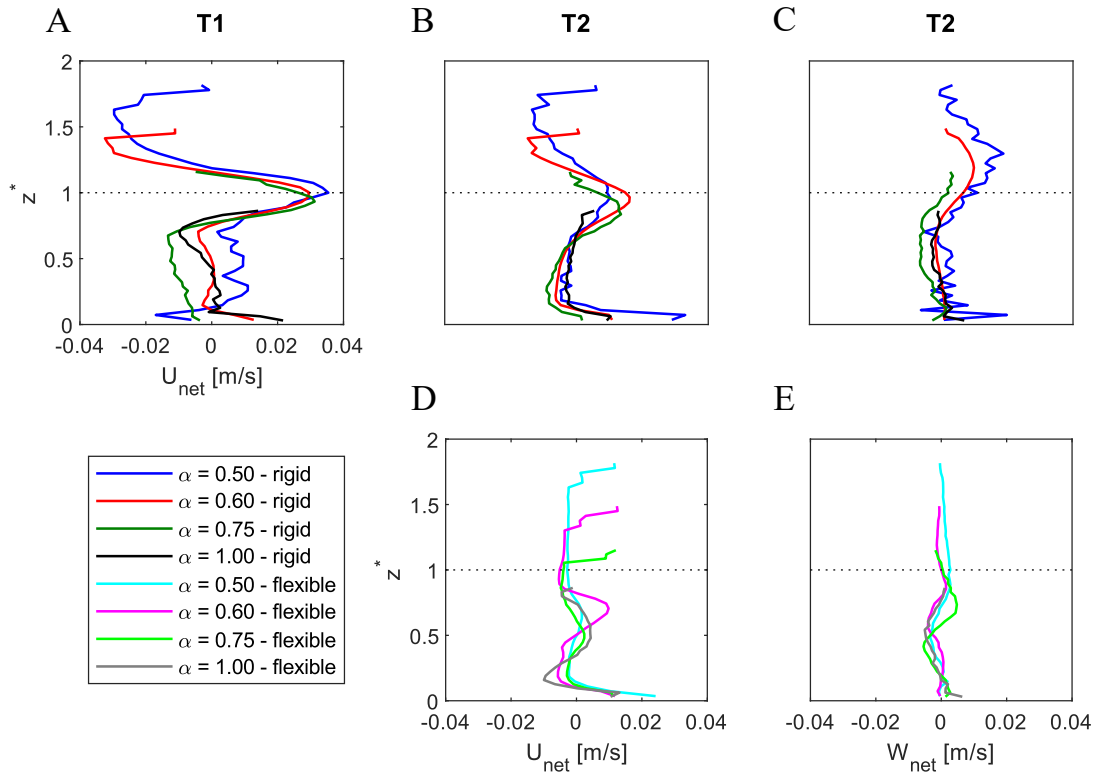 A T1 B T2 C T2
2
1.5
1
0.5
0
z*
-0.04 -0.02 0 0.02 0.04
U_net [m/s]
D E
2
1.5
1
0.5
0
z*
-0.04 -0.02 0 0.02 0.04
U_net [m/s]
-0.04 -0.02 0 0.02 0.04
W_net [m/s]
α = 0.50 - rigid
α = 0.60 - rigid
α = 0.75 - rigid
α = 1.00 - rigid
α = 0.50 - flexible
α = 0.60 - flexible
α = 0.75 - flexible
α = 1.00 - flexible